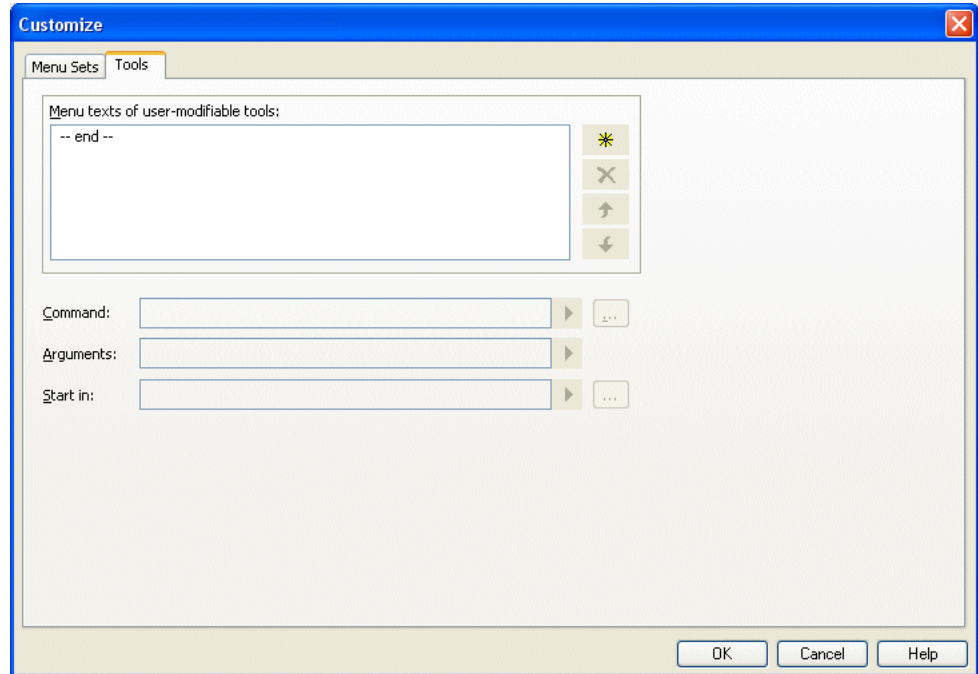 Customize
Menu Sets
Tools
Menu texts of user-modifiable tools:
-- end --
Command:
...
Arguments:
Start in:
...
OK
Cancel
Help